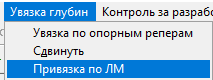 Увязка глубин Контроль за разрабо
Увязка по опорным реперам
Сдвинуть
Привязка по ЛМ